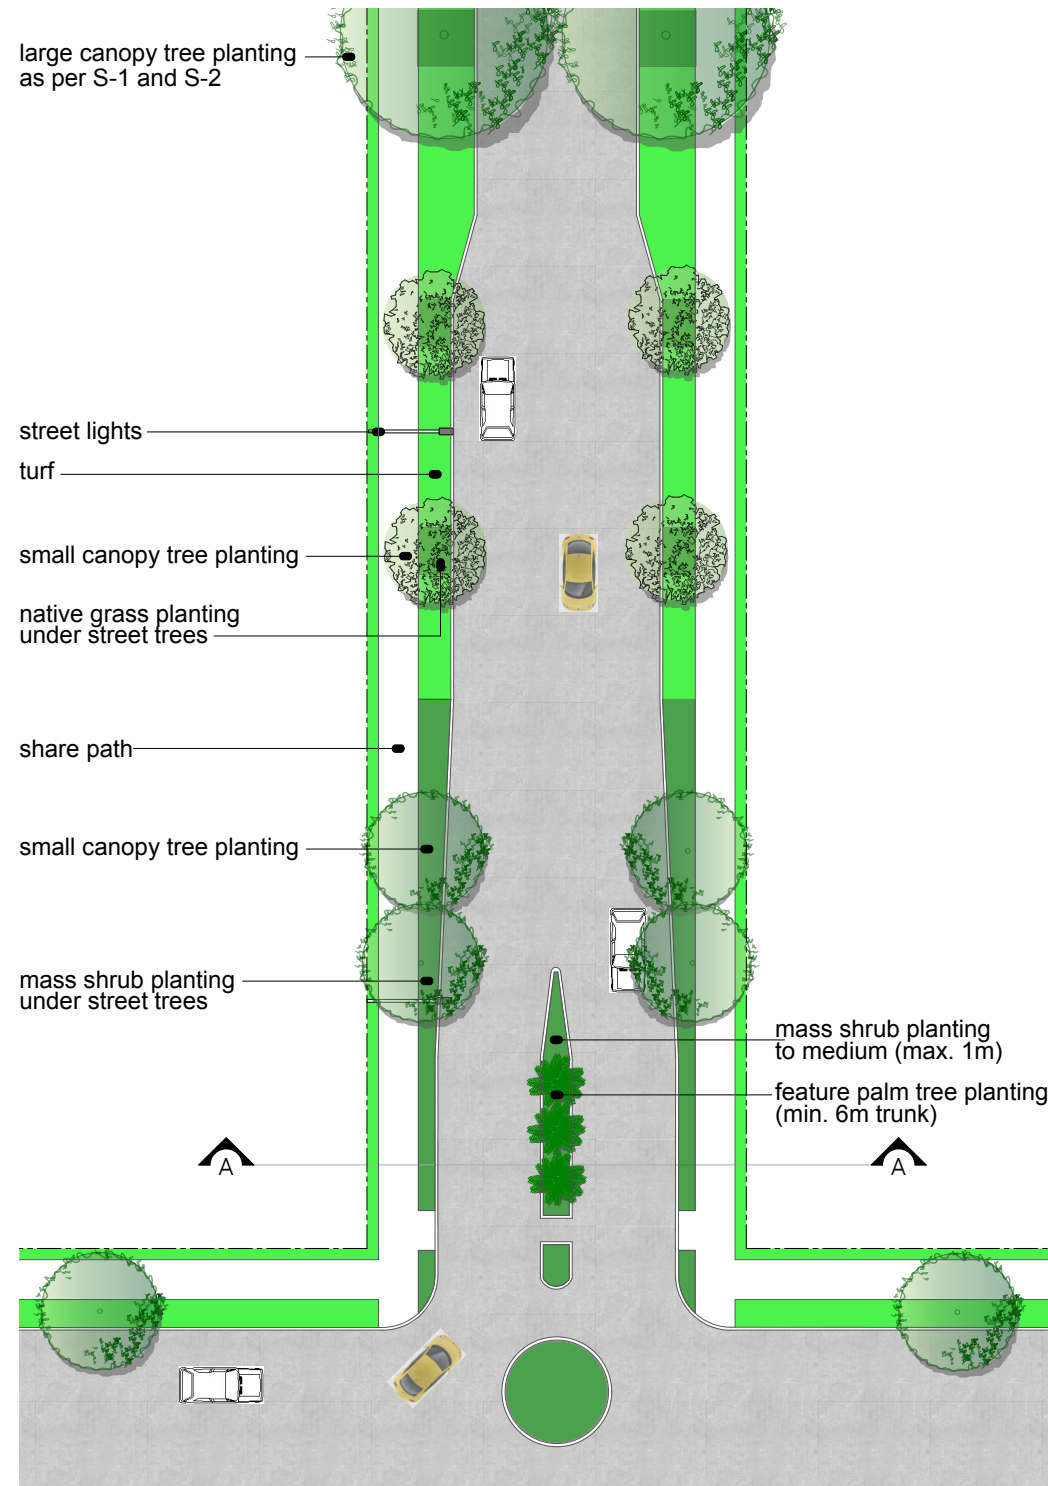 large canopy tree planting
as per S-1 and S-2
street lights
turf
small canopy tree planting
native grass planting
under street trees
share path
small canopy tree planting
mass shrub planting
under street trees
mass shrub planting
to medium (max. 1m)
feature palm tree planting
(min. 6m trunk)
A
A